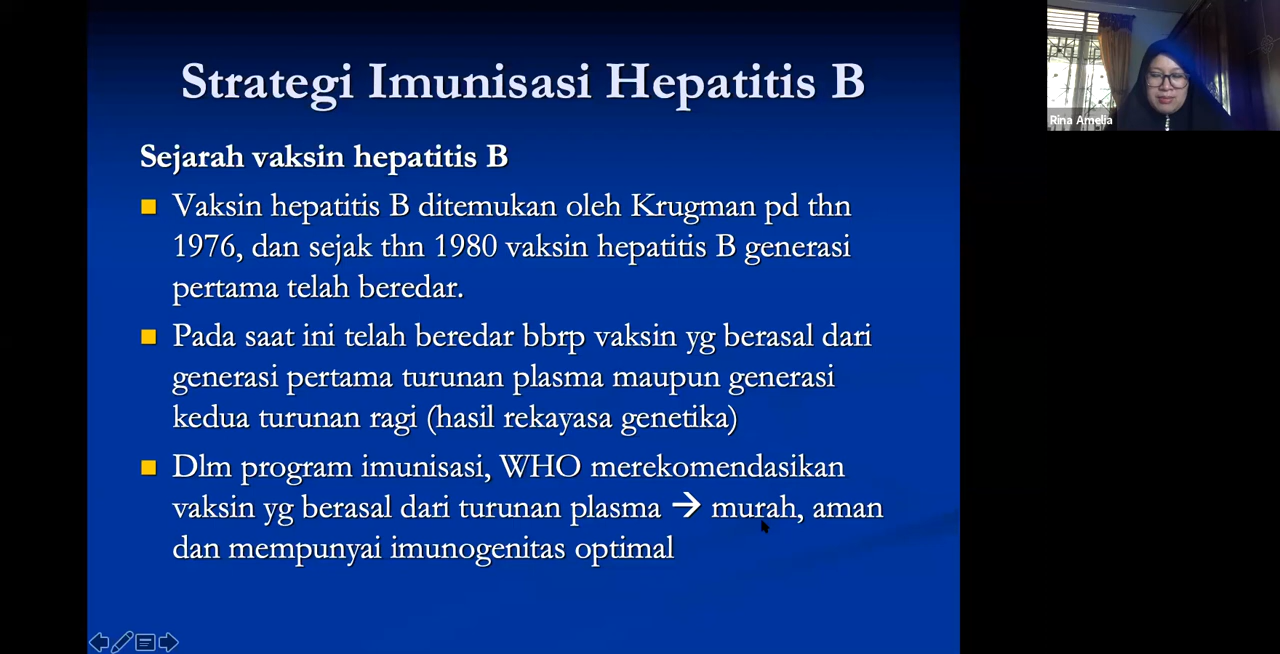 Strategi Imunisasi Hepatitis B
Rina Amelia
Sejarah vaksin hepatitis B
Vaksin hepatitis B ditemukan oleh Krugman pd thn
1976, dan sejak thn 1980 vaksin hepatitis B generasi
pertama telah beredar.
Pada saat ini telah beredar bbrp vaksin yg berasal dari
generasi pertama turunan plasma maupun generasi
kedua turunan ragi (hasil rekayasa genetika)
Dlm program imunisasi, WHO merekomendasikan
vaksin yg berasal dari turunan plasma → murah, aman
dan mempunyai imunogenitas optimal